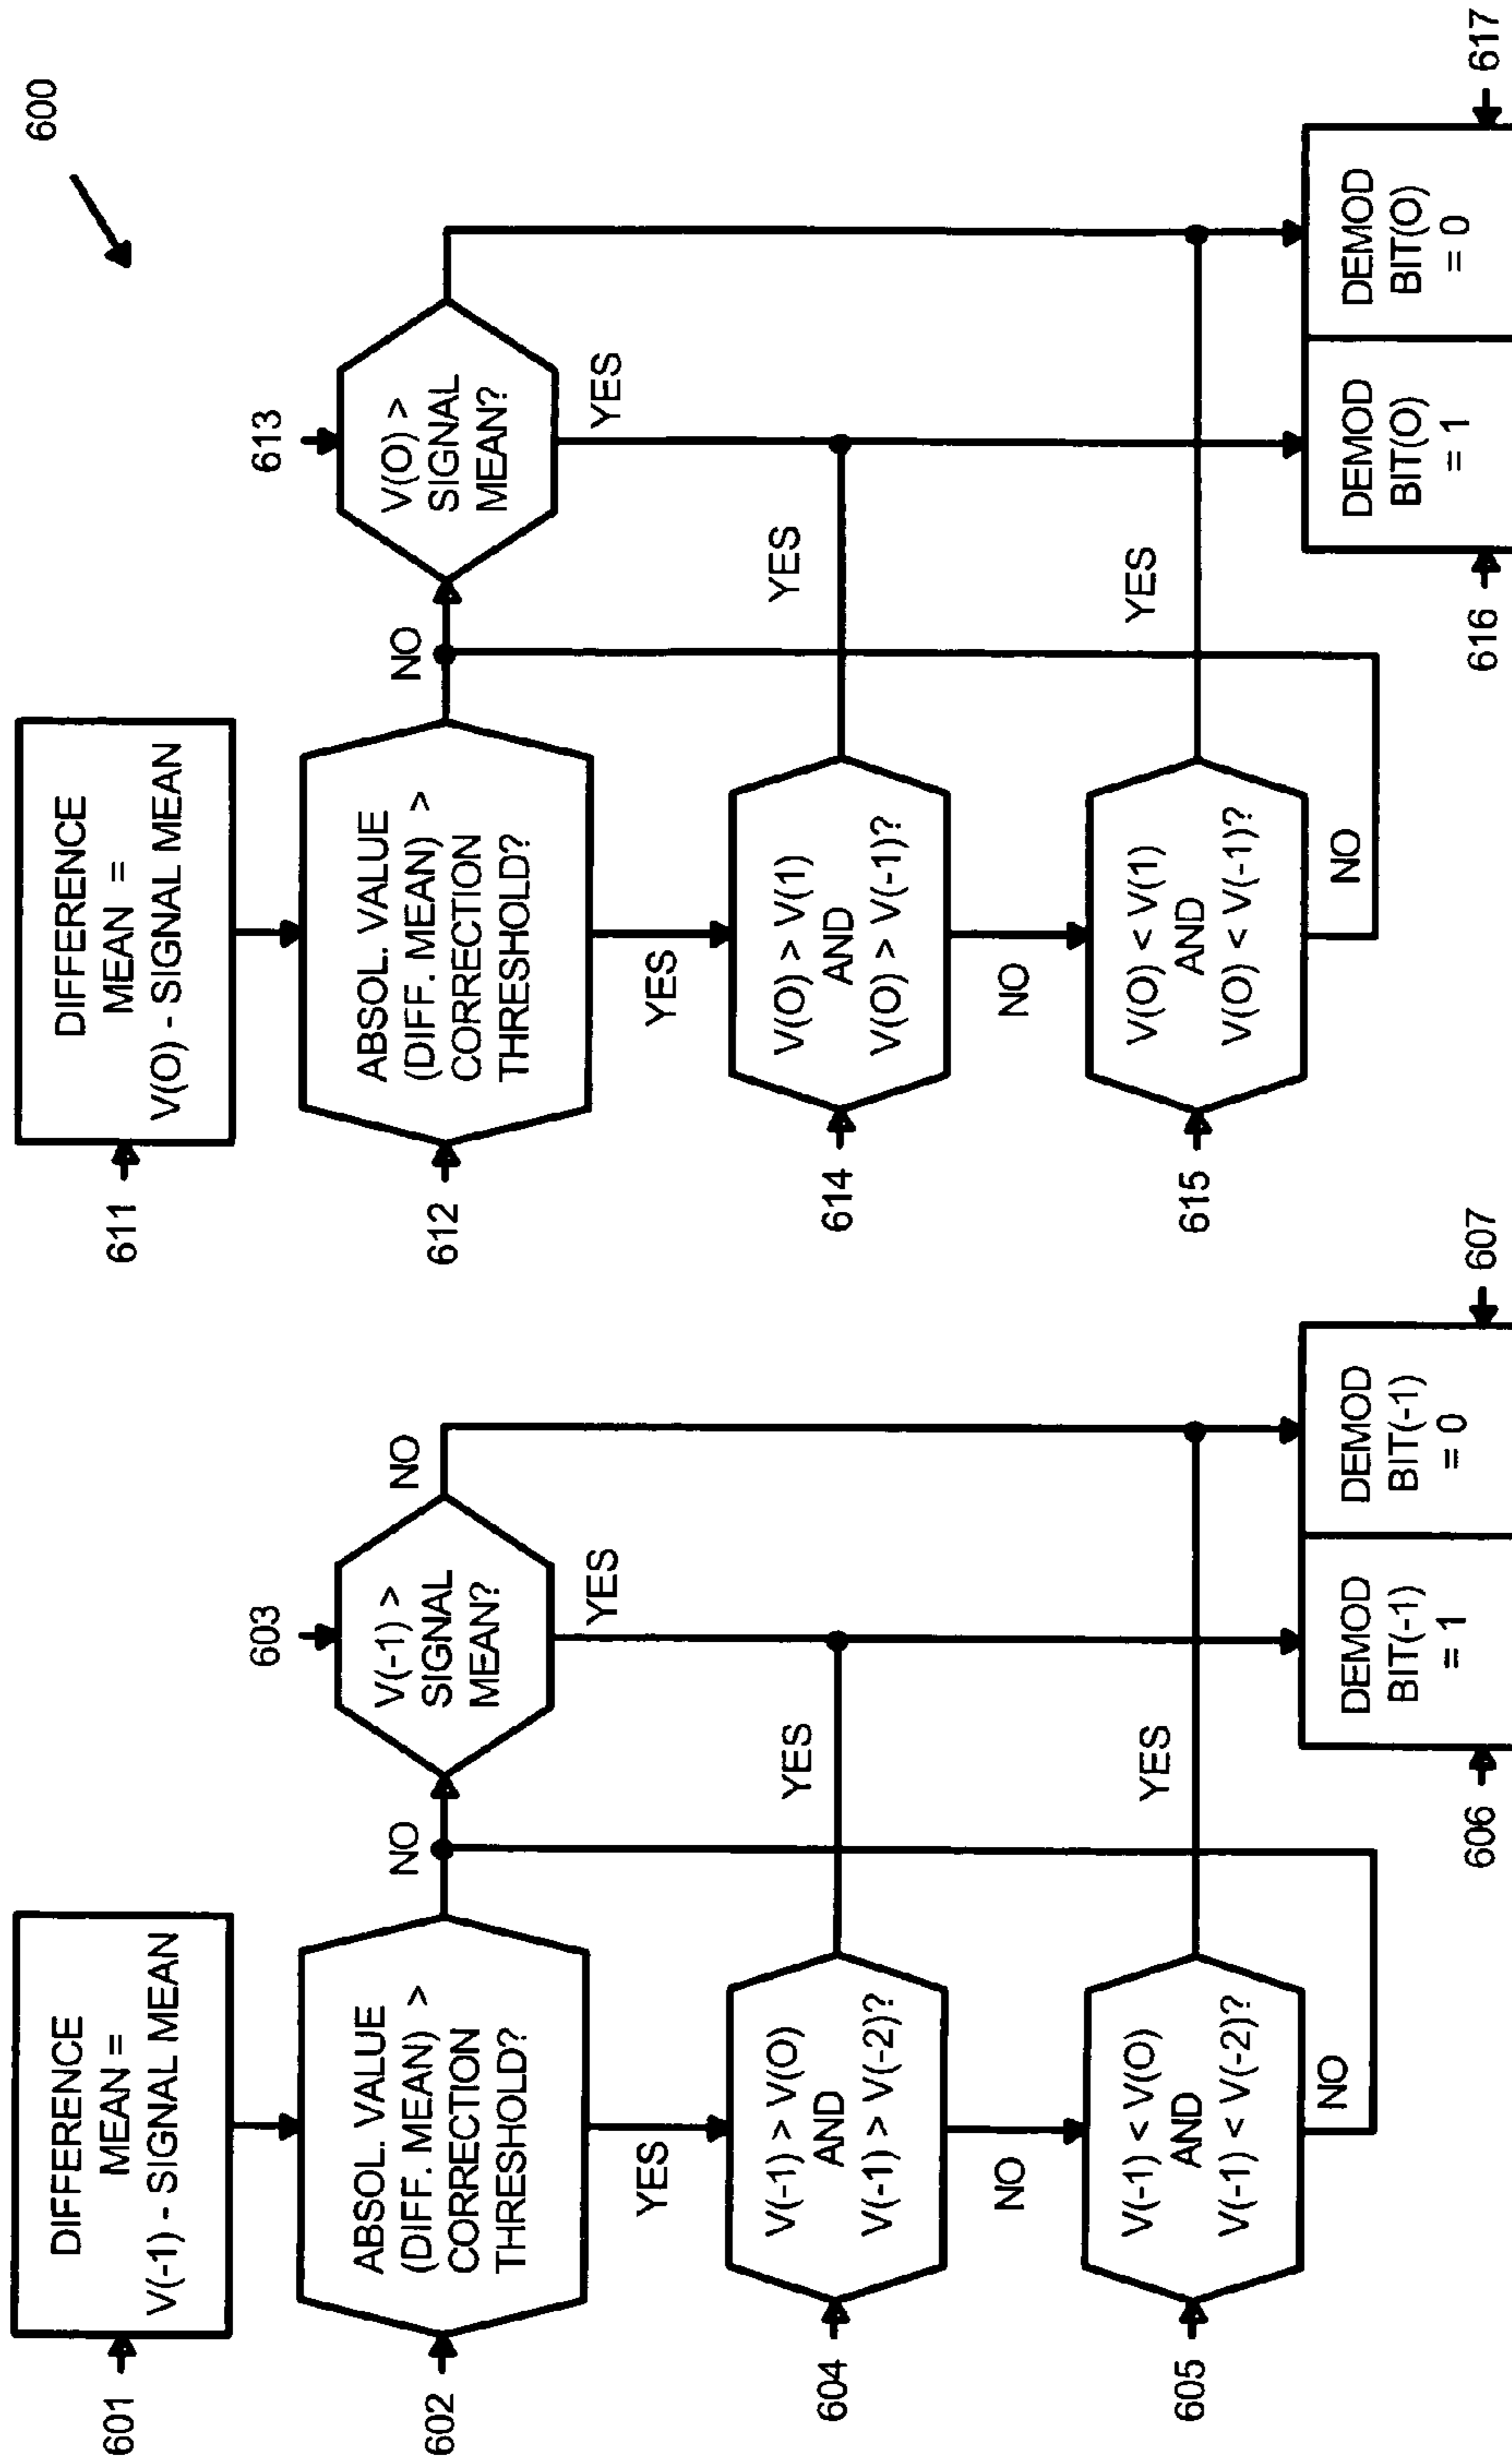 600
601
DIFFERENCE
MEAN =
V(-1) - SIGNAL MEAN
602
ABSOL. VALUE
(DIFF. MEAN) >
CORRECTION
THRESHOLD?
NO
YES
603
V(-1) >
SIGNAL
MEAN?
NO
YES
604
V(-1) > V(O)
AND
V(-1) > V(-2)?
YES
NO
605
V(-1) < V(O)
AND
V(-1) < V(-2)?
YES
NO
606
DEMOD
BIT(-1)
= 1
DEMOD
BIT(-1)
= 0
607
611
DIFFERENCE
MEAN =
V(O) - SIGNAL MEAN
612
ABSOL. VALUE
(DIFF. MEAN) >
CORRECTION
THRESHOLD?
NO
YES
613
V(O) >
SIGNAL
MEAN?
YES
614
V(O) > V(1)
AND
V(O) > V(-1)?
YES
NO
615
V(O) < V(1)
AND
V(O) < V(-1)?
YES
NO
616
DEMOD
BIT(O)
= 1
DEMOD
BIT(O)
= 0
617